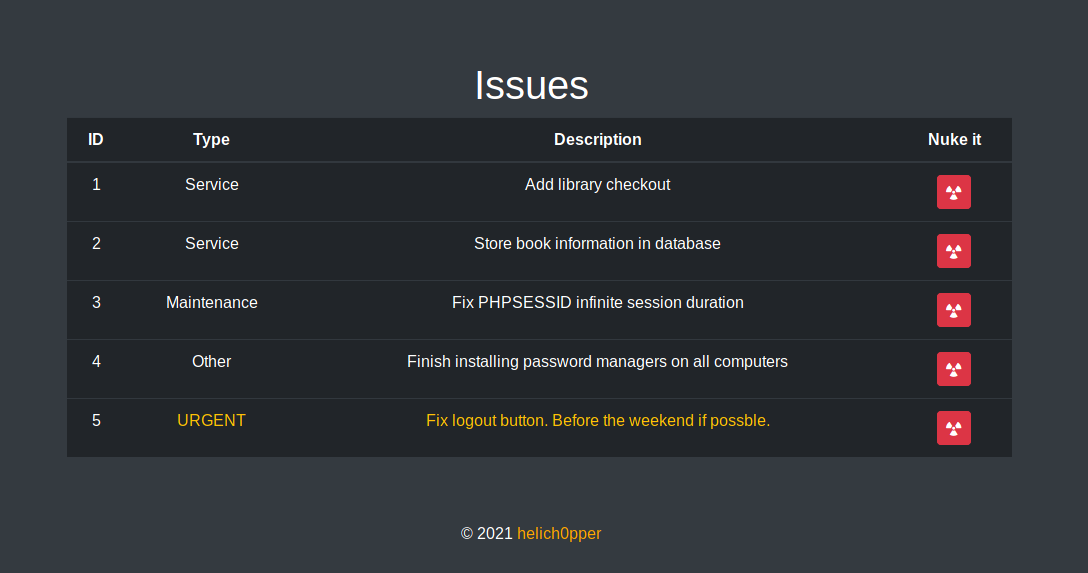 Issues
ID Type Description Nuke it
1 Service Add library checkout
2 Service Store book information in database
3 Maintenance Fix PHPSESSID infinite session duration
4 Other Finish installing password managers on all computers
5 URGENT Fix logout button. Before the weekend if possble.
© 2021 helich0pper